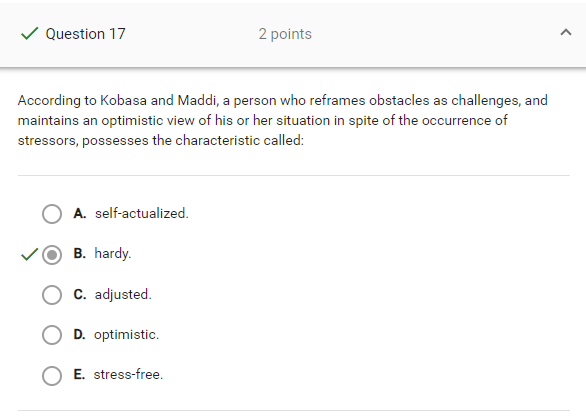 Question 17 2 points
According to Kobasa and Maddi, a person who reframes obstacles as challenges, and
maintains an optimistic view of his or her situation in spite of the occurrence of
stressors, possesses the characteristic called:
A. self-actualized.
B. hardy.
C. adjusted.
D. optimistic.
E. stress-free.